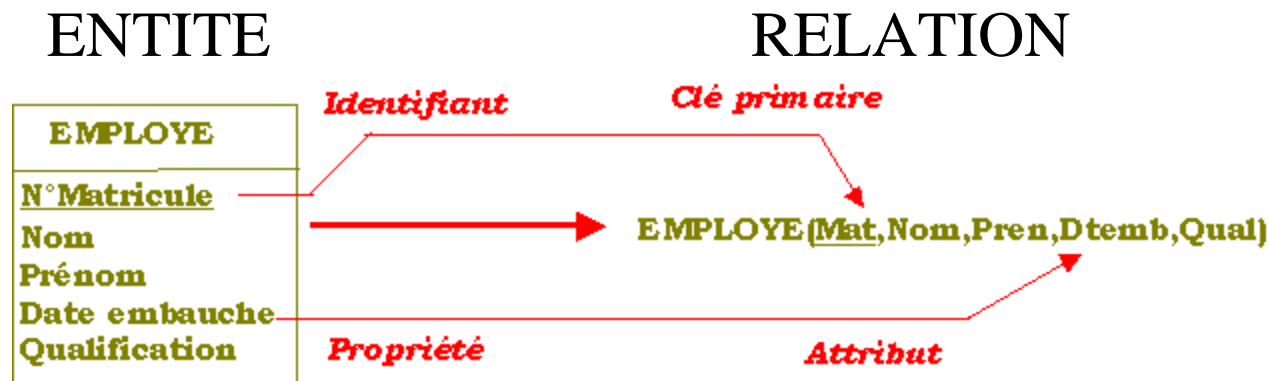 ENTITE
RELATION
Identifiant
Clé primaire
EMPLOYE
N°Matricule
Nom
Prénom
Date embauche
Qualification
EMPLOYE(Mat,Nom,Pren,Dtemb,Qual)
Propriété
Attribut